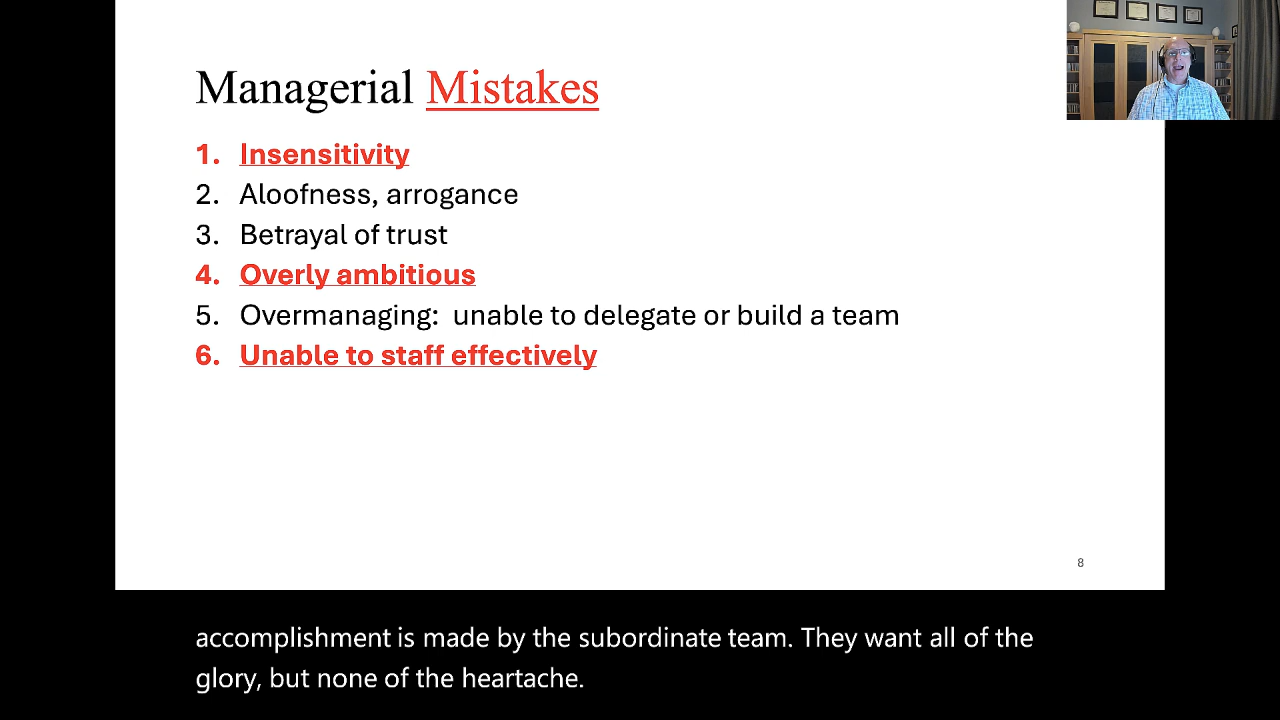 Managerial Mistakes
1. Insensitivity
2. Aloofness, arrogance
3. Betrayal of trust
4. Overly ambitious
5. Overmanaging: unable to delegate or build a team
6. Unable to staff effectively
8
accomplishment is made by the subordinate team. They want all of the
glory, but none of the heartache.